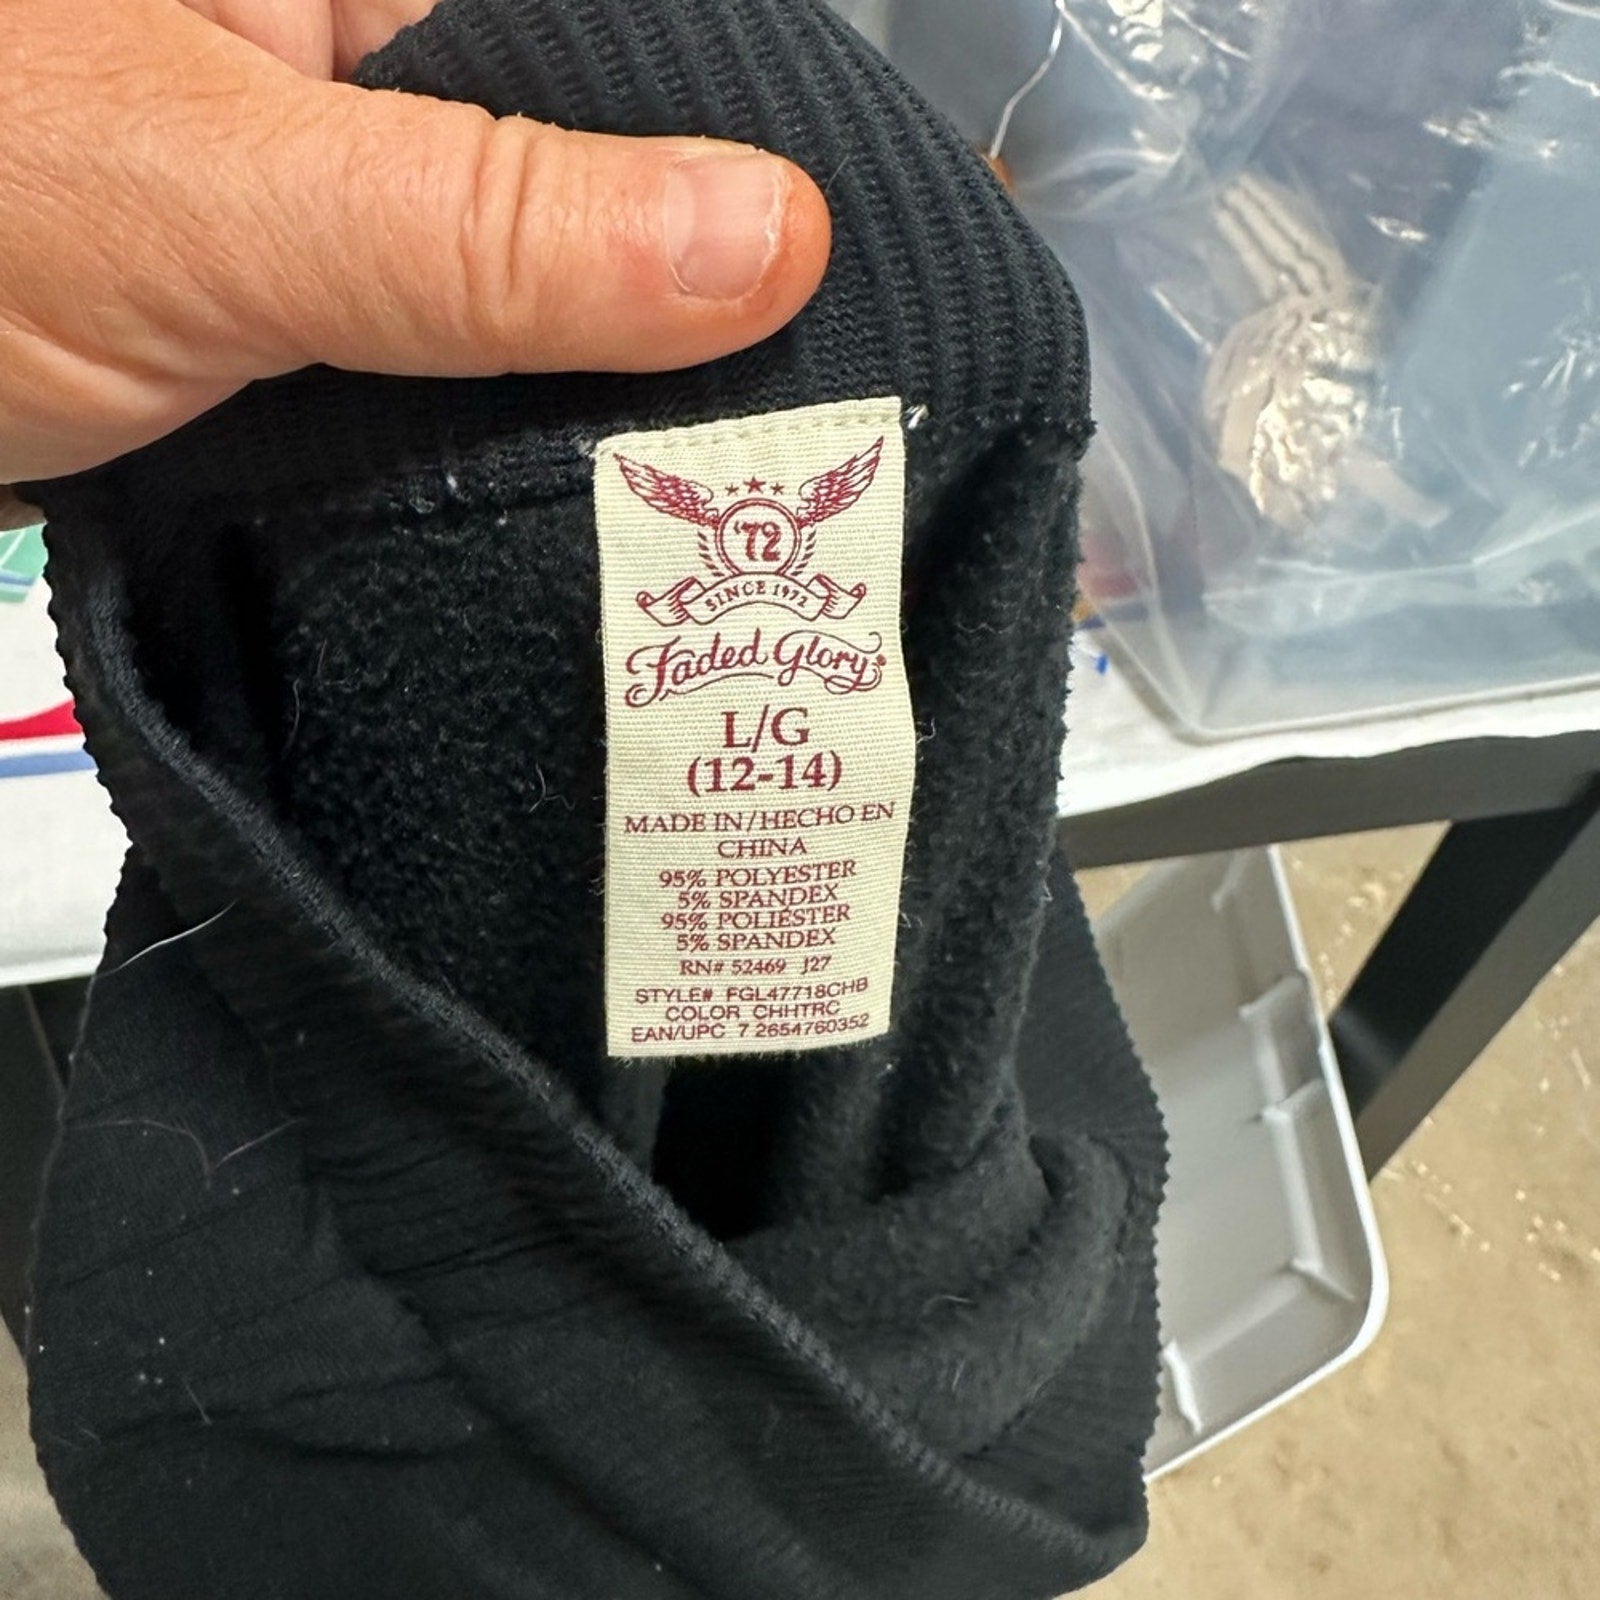 '72
SINCE 1972
Faded Glory
L/G
(12-14)
MADE IN/HECHO EN
CHINA
95% POLYESTER
5% SPANDEX
95% POLIÉSTER
5% SPANDEX
RN# 52469 J27
STYLE# FGL47718CHB
COLOR CHHTRC
EAN/UPC 7 2654760352